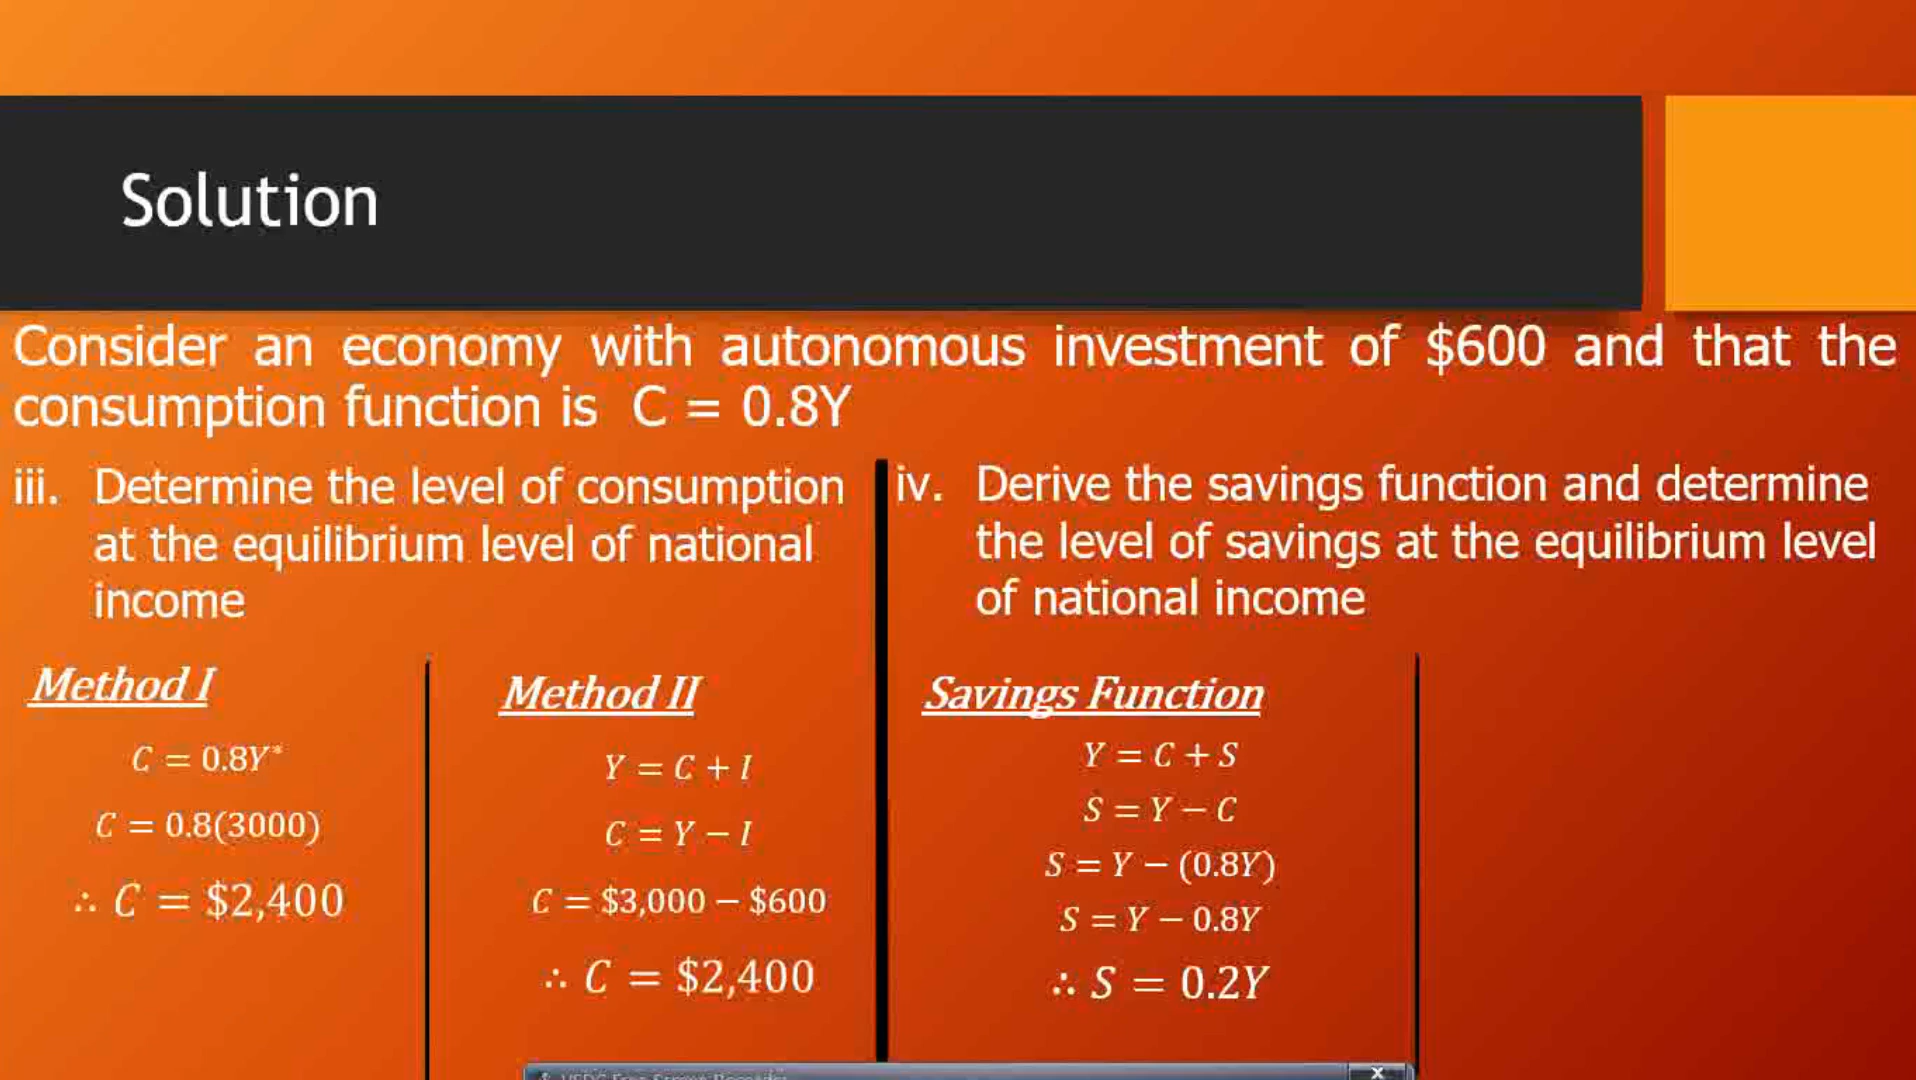 Solution
Consider an economy with autonomous investment of $600 and that the
consumption function is C = 0.8Y
iii. Determine the level of consumption
at the equilibrium level of national
income
Method I
C = 0.8Y*
C = 0.8(3000)
∴ C = $2,400
Method II
Y = C + I
C = Y − I
C = $3,000 − $600
∴ C = $2,400
iv. Derive the savings function and determine
the level of savings at the equilibrium level
of national income
Savings Function
Y = C + S
S = Y − C
S = Y − (0.8Y)
S = Y − 0.8Y
∴ S = 0.2Y